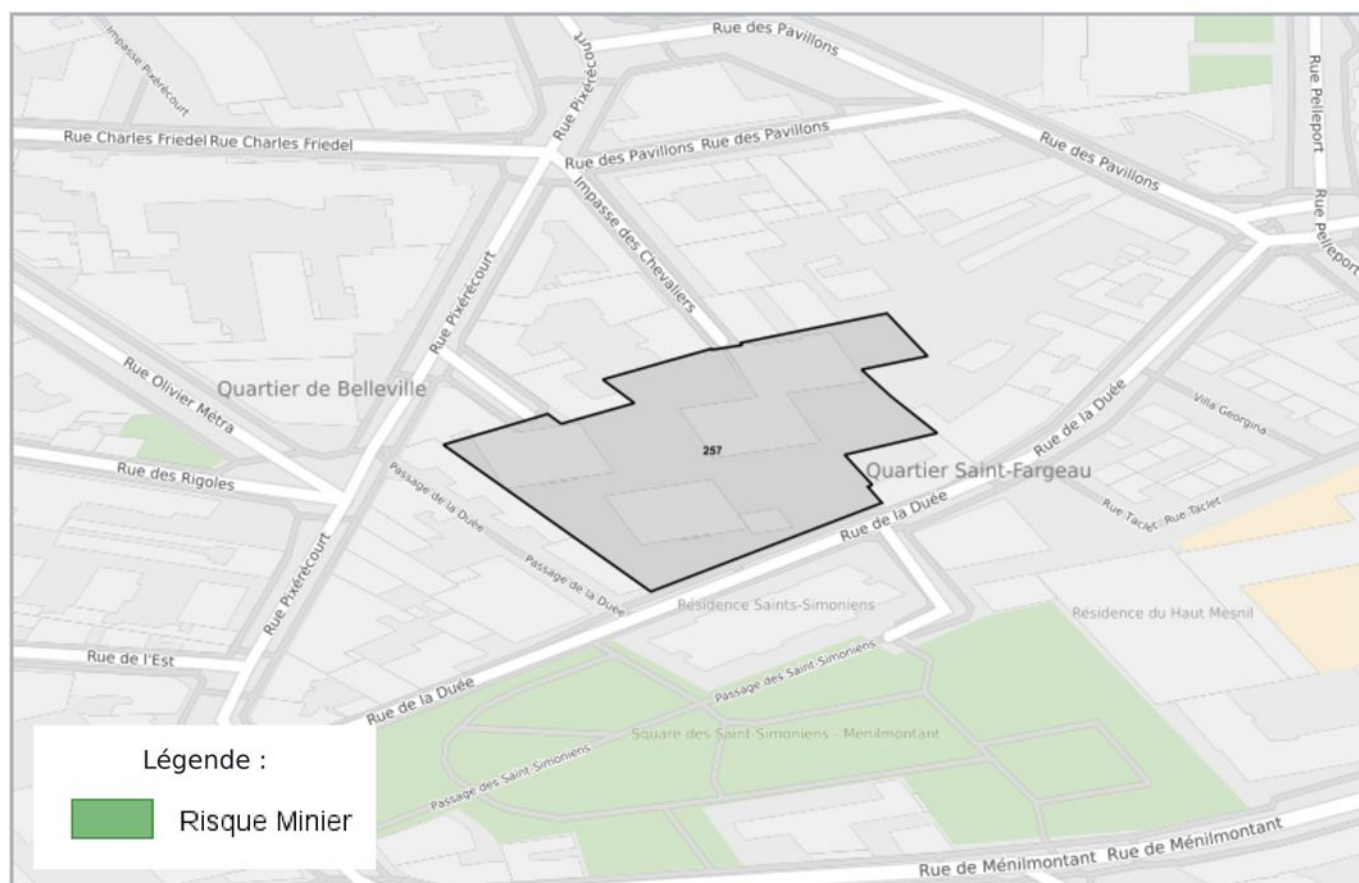 Rue des Pavillons
Impasse Pixérécourt
Rue Pixérécourt
Rue Pelleport
Rue Charles Friedel Rue Charles Friedel
Rue des Pavillons Rue des Pavillons
Rue des Pavillons
Impasse des Chevaliers
Rue Pelleport
Rue Pixérécourt
Rue Olivier Métra
Quartier de Belleville
Villa Georgina
Rue de la Duée
257
Quartier Saint-Fargeau
Rue des Rigoles
Passage de la Duée
Rue de la Duée
Rue Taclet Rue Taclet
Passage de la Duée
Rue Pixérécourt
Résidence Saints-Simoniens
Résidence du Haut Mesnil
Rue de l'Est
Passage des Saint-Simoniens
Rue de la Duée
Square des Saint-Simoniens - Ménilmontant
Passage des Saint-Simoniens
Légende :
Risque Minier
Rue de Ménilmontant Rue de Ménilmontant